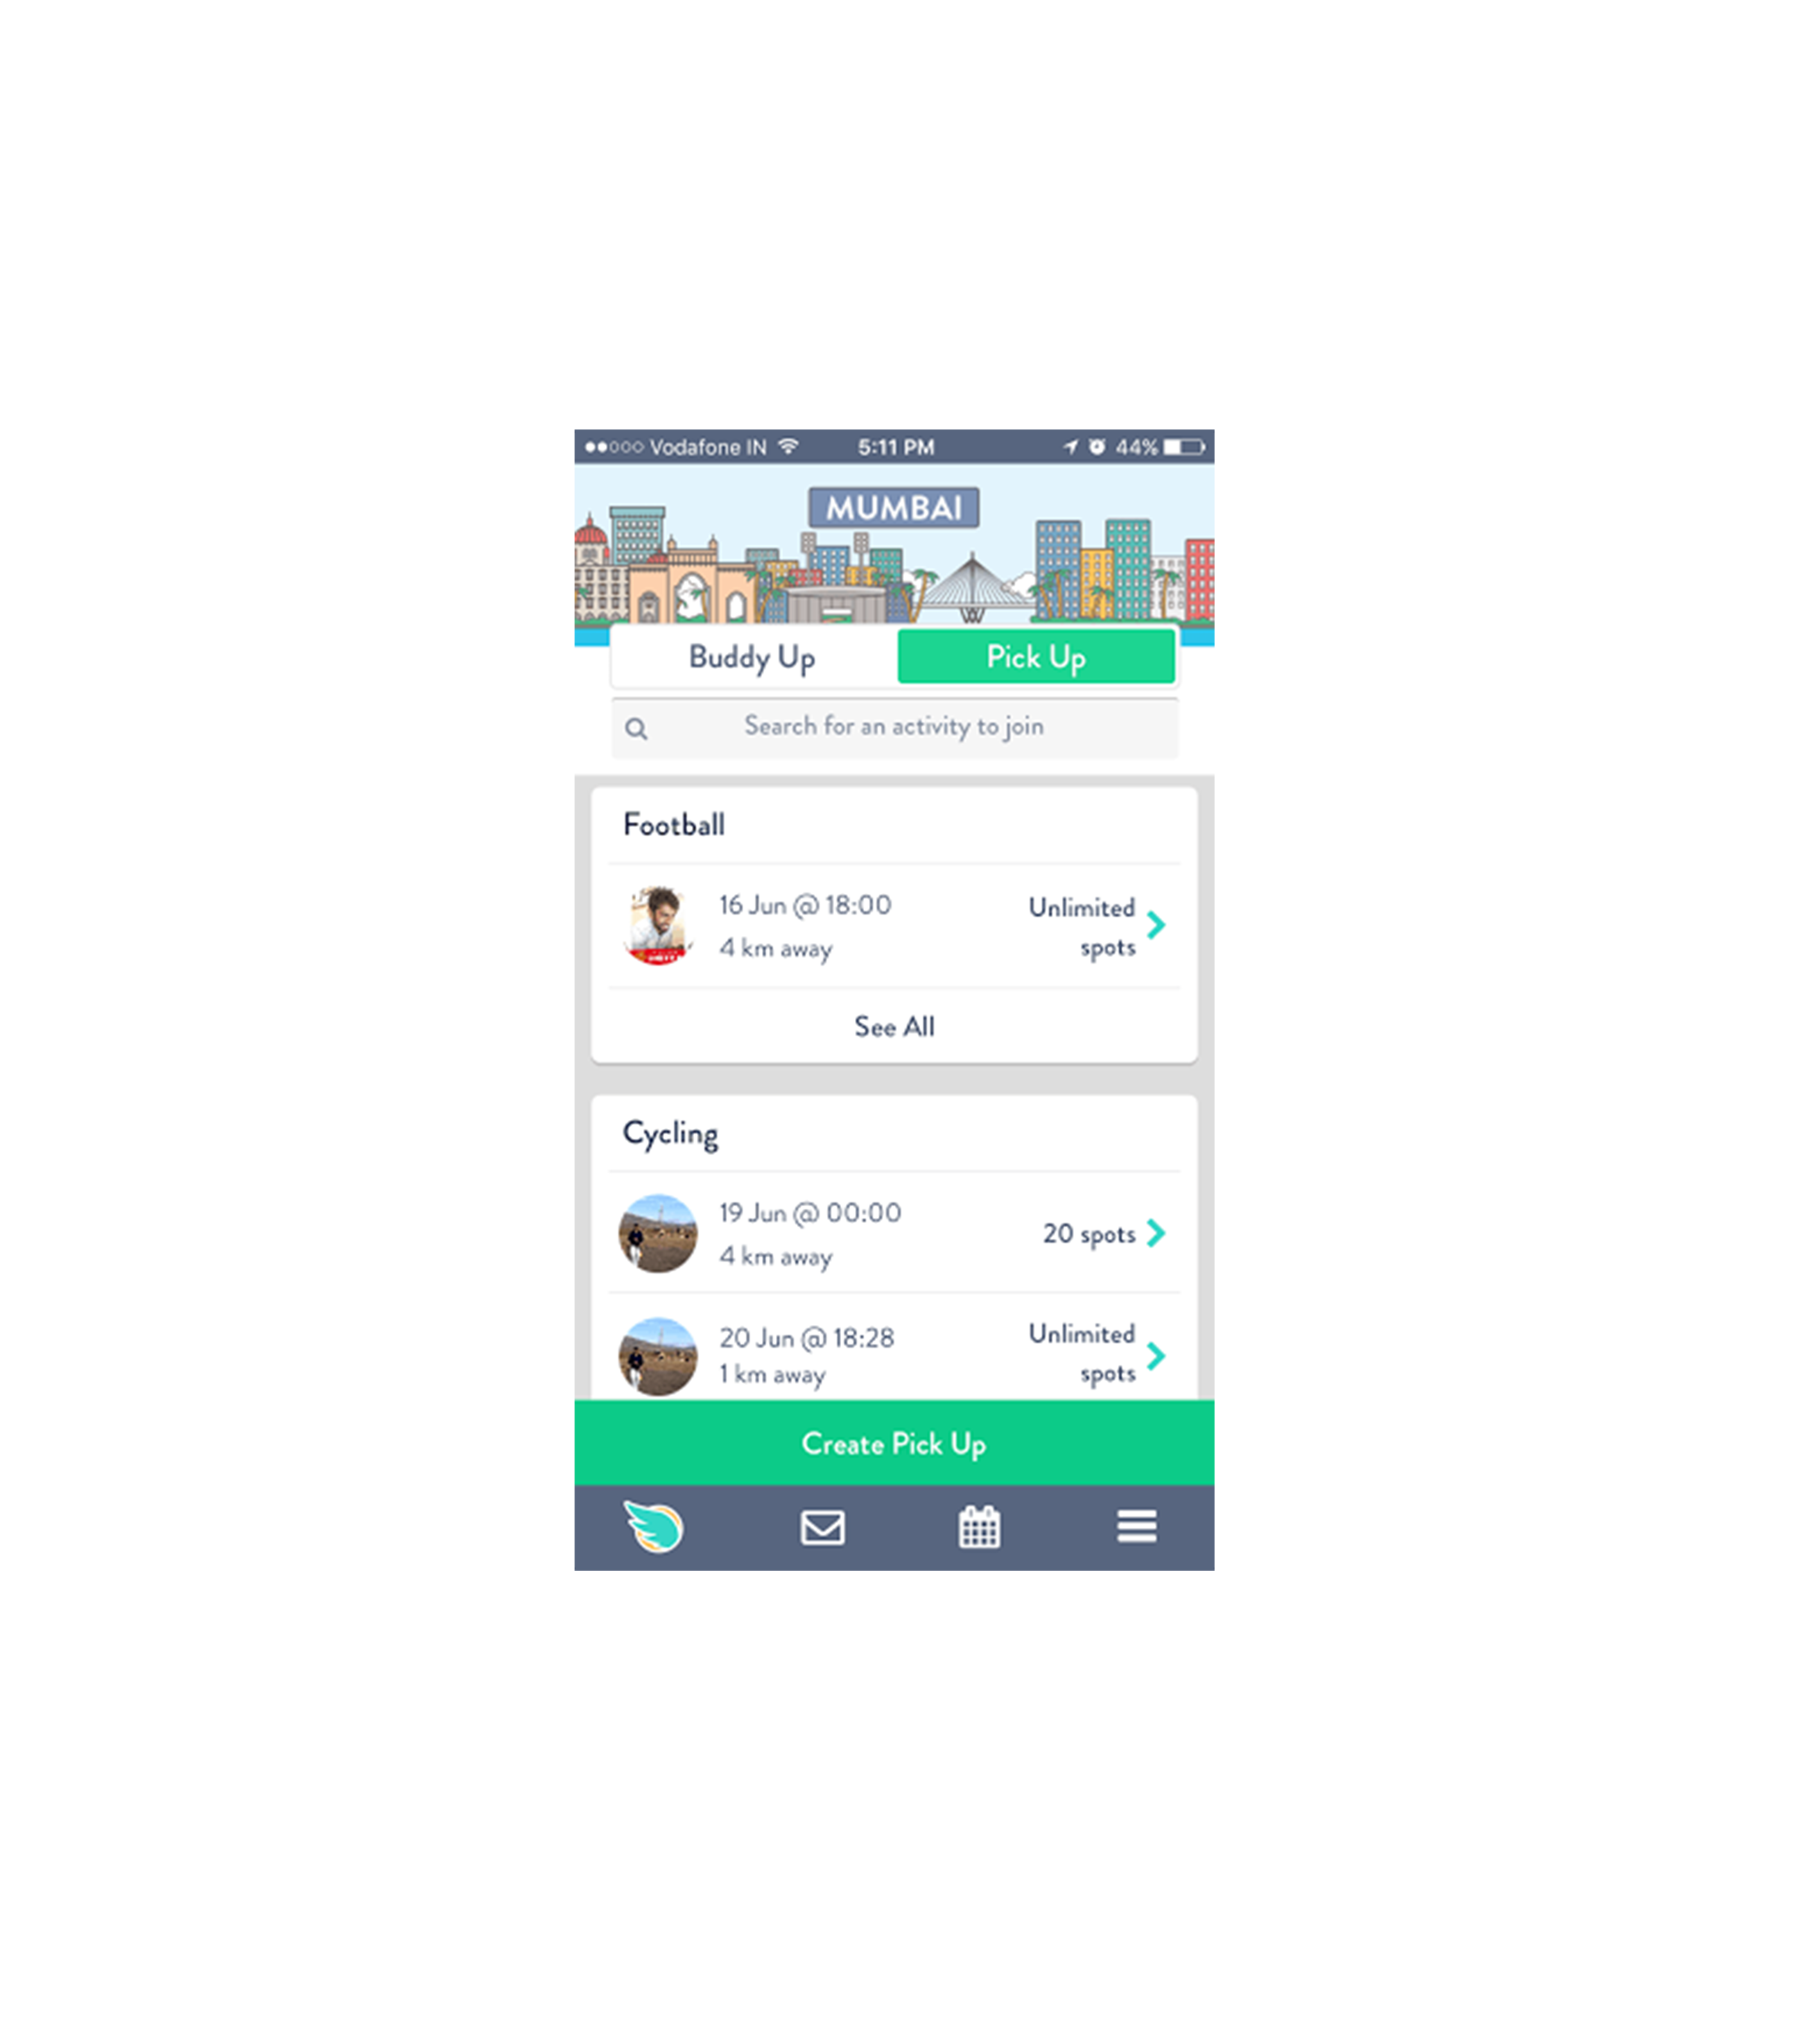 Vodafone IN 5:11 PM 44%
MUMBAI
Buddy Up Pick Up
Search for an activity to join
Football
16 Jun @ 18:00
4 km away
Unlimited
spots
See All
Cycling
19 Jun @ 00:00
4 km away
20 spots
20 Jun @ 18:28
1 km away
Unlimited
spots
Create Pick Up